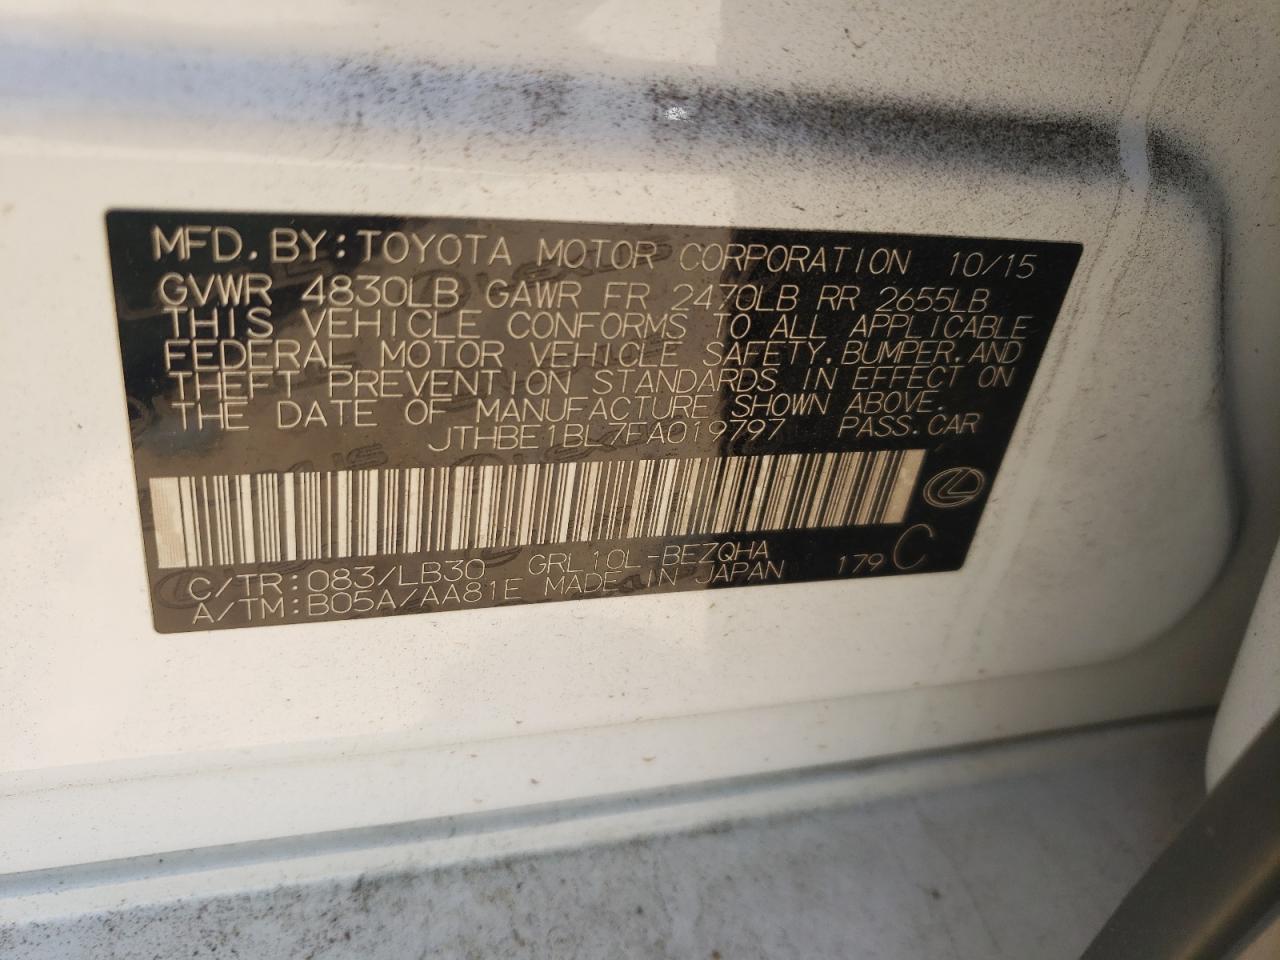 MFD. BY: TOYOTA MOTOR CORPORATION 10/15
GVWR 4830LB GAWR FR 2470LB RR 2655LB
THIS VEHICLE CONFORMS TO ALL APPLICABLE
FEDERAL MOTOR VEHICLE SAFETY, BUMPER, AND
THEFT PREVENTION STANDARDS IN EFFECT ON
THE DATE OF MANUFACTURE SHOWN ABOVE.
JTHBE1BL7FA019797 PASS. CAR
C/TR: 083/LB30 GRL10L-BEZQHA
A/TM: B05A/AA81E MADE IN JAPAN 179 C